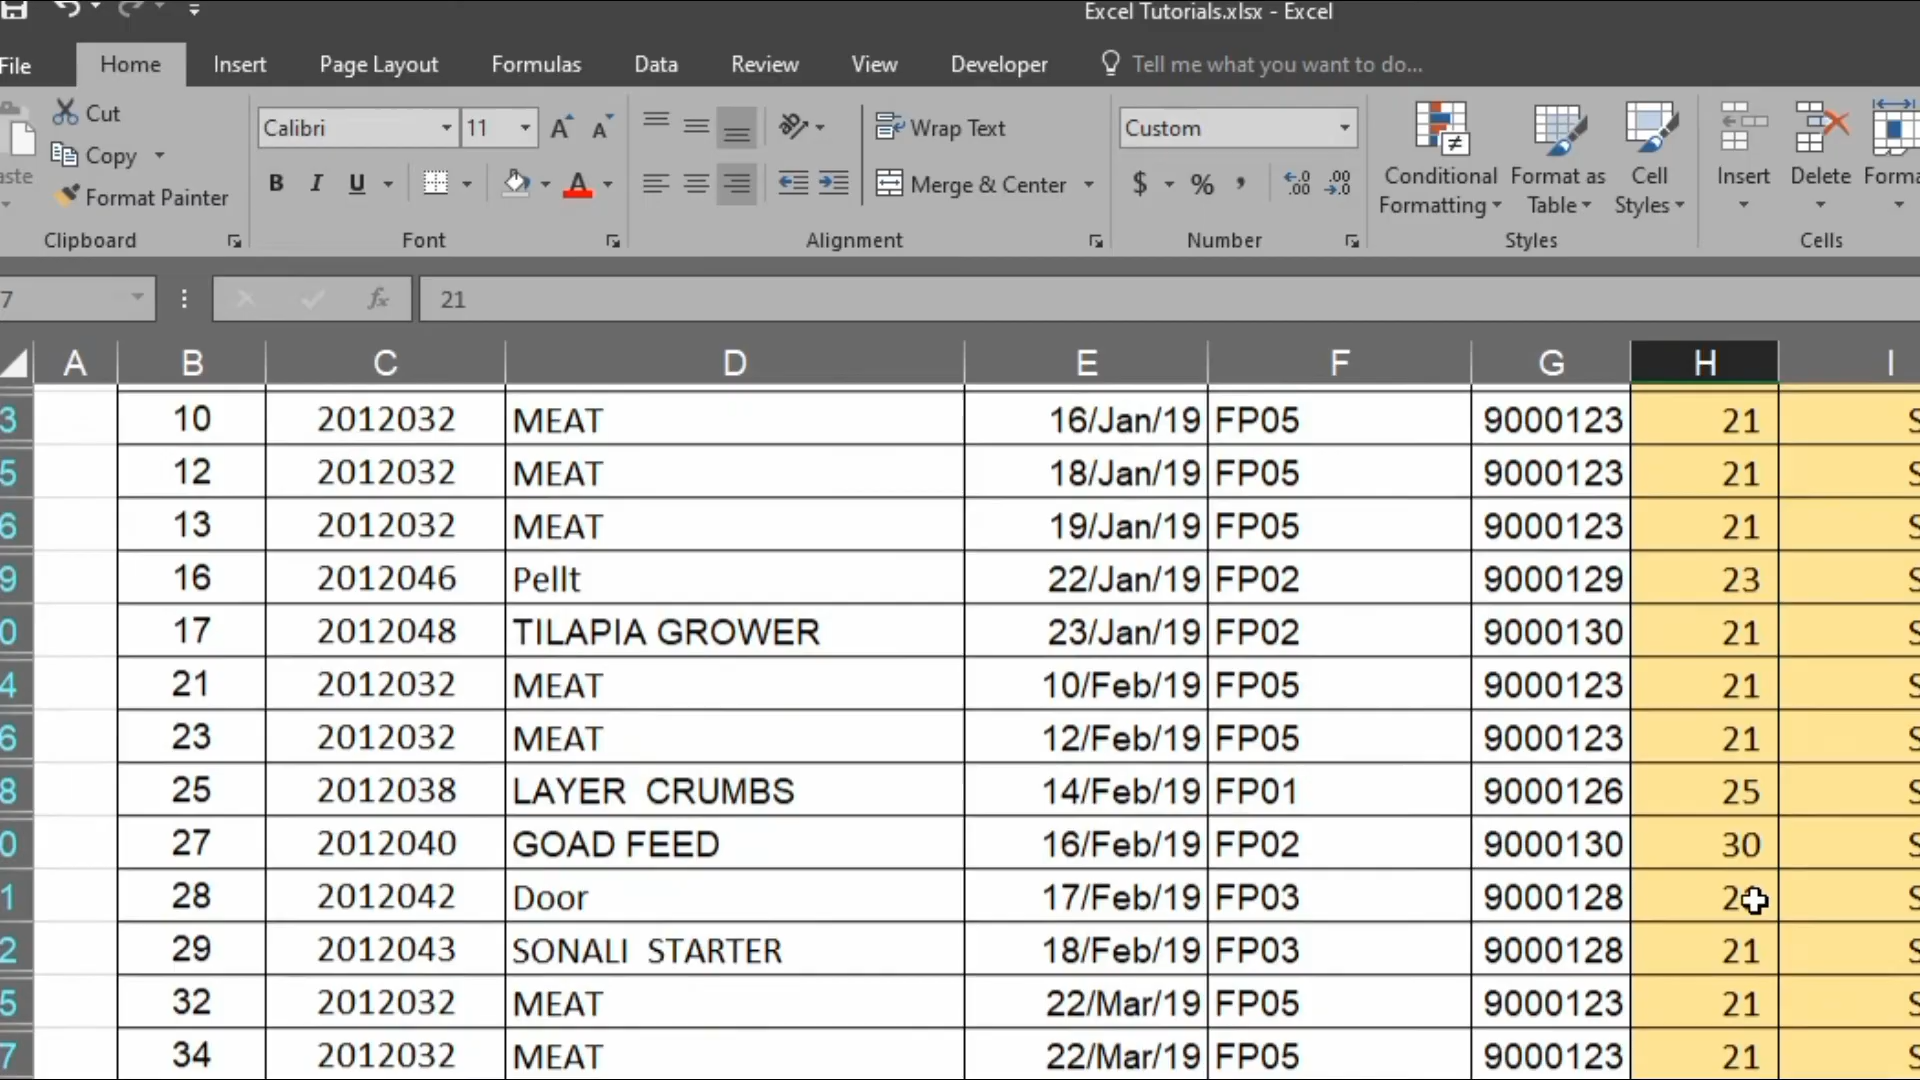 Excel Tutorials.xlsx - Excel
File Home Insert Page Layout Formulas Data Review View Developer Tell me what you want to do...
Cut
Calibri 11 A A Wrap Text Custom
Copy
Conditional Formatting Format as Table Cell Styles Insert Delete
B I U A Merge & Center $ % , .00 .00
Format Painter
Clipboard Font Alignment Number Styles Cells
7 fx 21
A B C D E F G H I
3 10 2012032 MEAT 16/Jan/19 FP05 9000123 21 S
5 12 2012032 MEAT 18/Jan/19 FP05 9000123 21 S
6 13 2012032 MEAT 19/Jan/19 FP05 9000123 21 S
9 16 2012046 Pellt 22/Jan/19 FP02 9000129 23 S
0 17 2012048 TILAPIA GROWER 23/Jan/19 FP02 9000130 21 S
4 21 2012032 MEAT 10/Feb/19 FP05 9000123 21 S
6 23 2012032 MEAT 12/Feb/19 FP05 9000123 21 S
8 25 2012038 LAYER CRUMBS 14/Feb/19 FP01 9000126 25 S
0 27 2012040 GOAD FEED 16/Feb/19 FP02 9000130 30 S
1 28 2012042 Door 17/Feb/19 FP03 9000128 S
2 29 2012043 SONALI STARTER 18/Feb/19 FP03 9000128 21 S
5 32 2012032 MEAT 22/Mar/19 FP05 9000123 21 S
7 34 2012032 MEAT 22/Mar/19 FP05 9000123 21 S